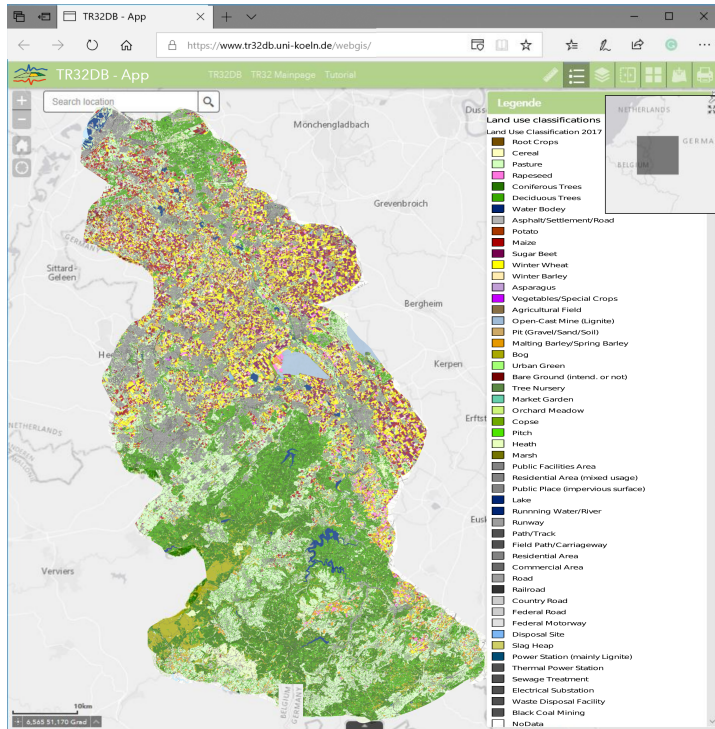 TR32DB - App
https://www.tr32db.uni-koeln.de/webgis/
TR32DB - App
TR32DB TR32 Mainpege Tutorial
Search location
Mönchengladbach
Grevenbroich
GERMANY
Sittard-
Geleen
Bergheim
Kerpen
NETHERLANDS
Verviers
BELGIUM
GERMANY
10km
6,565 51,170 Grad
Legende
NETHERLANDS
GERMA
BELGIUM
Land use classifications
Land Use Classification 2017
Root Crops
Cereal
Pasture
Rapeseed
Coniferous Trees
Deciduous Trees
Water Bodey
Asphalt/Settlement/Road
Potato
Maize
Sugar Beet
Winter Wheat
Winter Barley
Asparagus
Vegetables/Special Crops
Agricultural Field
Open-Cast Mine (Lignite)
Pit (Gravel/Sand/Soil)
Malting Barley/Spring Barley
Bog
Urban Green
Bare Ground (intend. or not)
Tree Nursery
Market Garden
Orchard Meadow
Copse
Pitch
Heath
Marsh
Public Facilities Area
Residential Area (mixed usage)
Public Place (impervious surface)
Lake
Runnning Water/River
Runway
Path/Track
Field Path/Carriageway
Residential Area
Commercial Area
Road
Railroad
Country Road
Federal Road
Federal Motorway
Disposal Site
Slag Heap
Power Station (mainly Lignite)
Thermal Power Station
Sewage Treatment
Electrical Substation
Waste Disposal Facility
Black Coal Mining
NoData